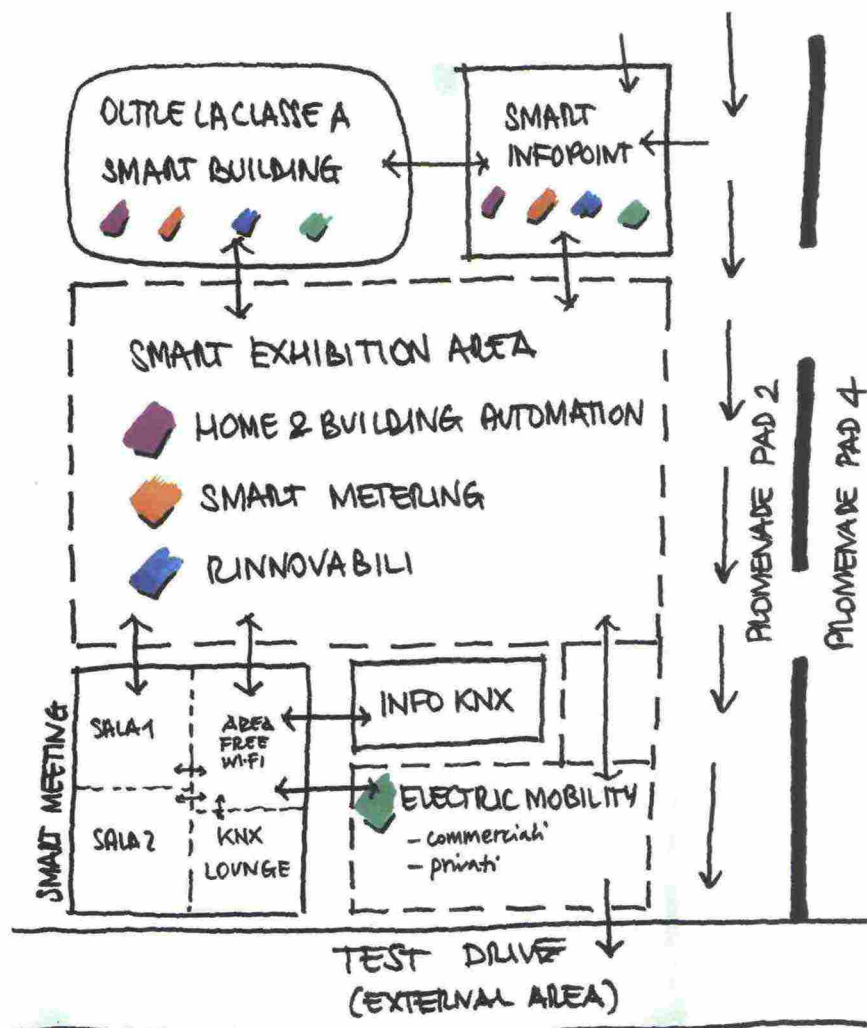 OLTRE LA CLASSE A
SMART BUILDING
SMART
INFOPOINT
SMART EXHIBITION AREA
HOME & BUILDING AUTOMATION
SMART METERING
RINNOVABILI
PROMENADE PAD 2
PROMENADE PAD 4
SMART MEETING
SALA 1
AREA
FREE
WI-FI
SALA 2
KNX
LOUNGE
INFO KNX
ELECTRIC MOBILITY
- commerciali
- privati
TEST DRIVE
(EXTERNAL AREA)